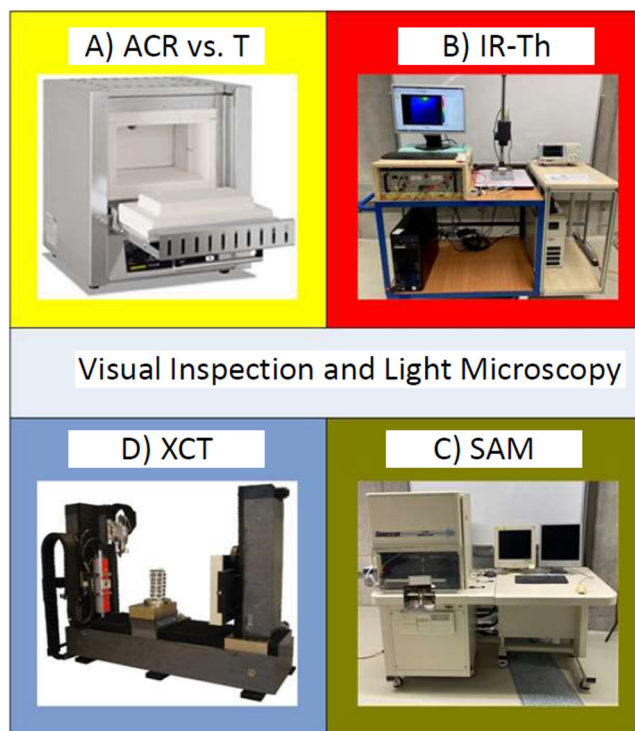 A) ACR vs. T
B) IR-Th
Visual Inspection and Light Microscopy
D) XCT
C) SAM